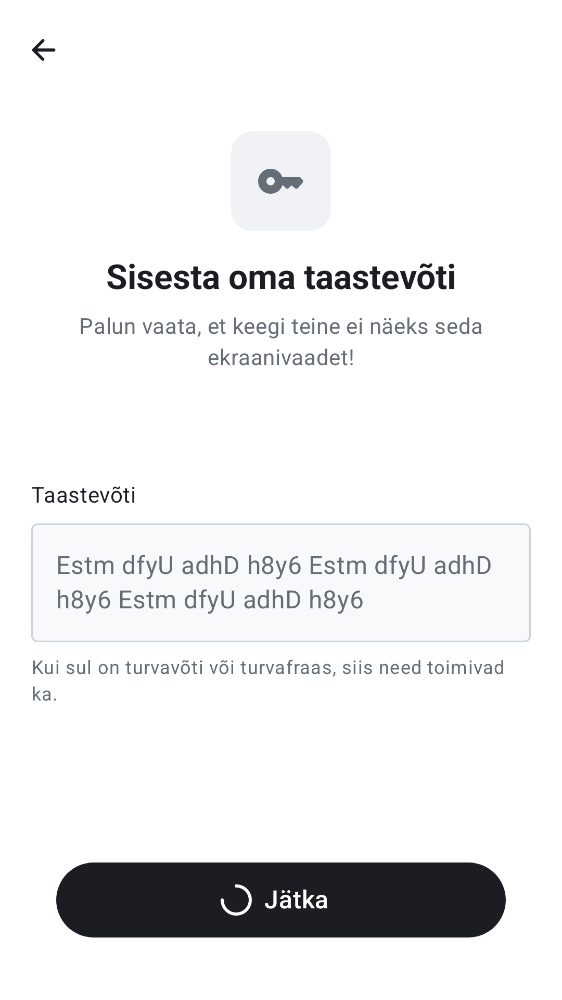 Sisesta oma taastevõti
Palun vaata, et keegi teine ei näeks seda
ekraanivaadet!
Taastevõti
Estm dfyU adhD h8y6 Estm dfyU adhD
h8y6 Estm dfyU adhD h8y6
Kui sul on turvavõti või turvafraas, siis need toimivad
ka.
Jätka